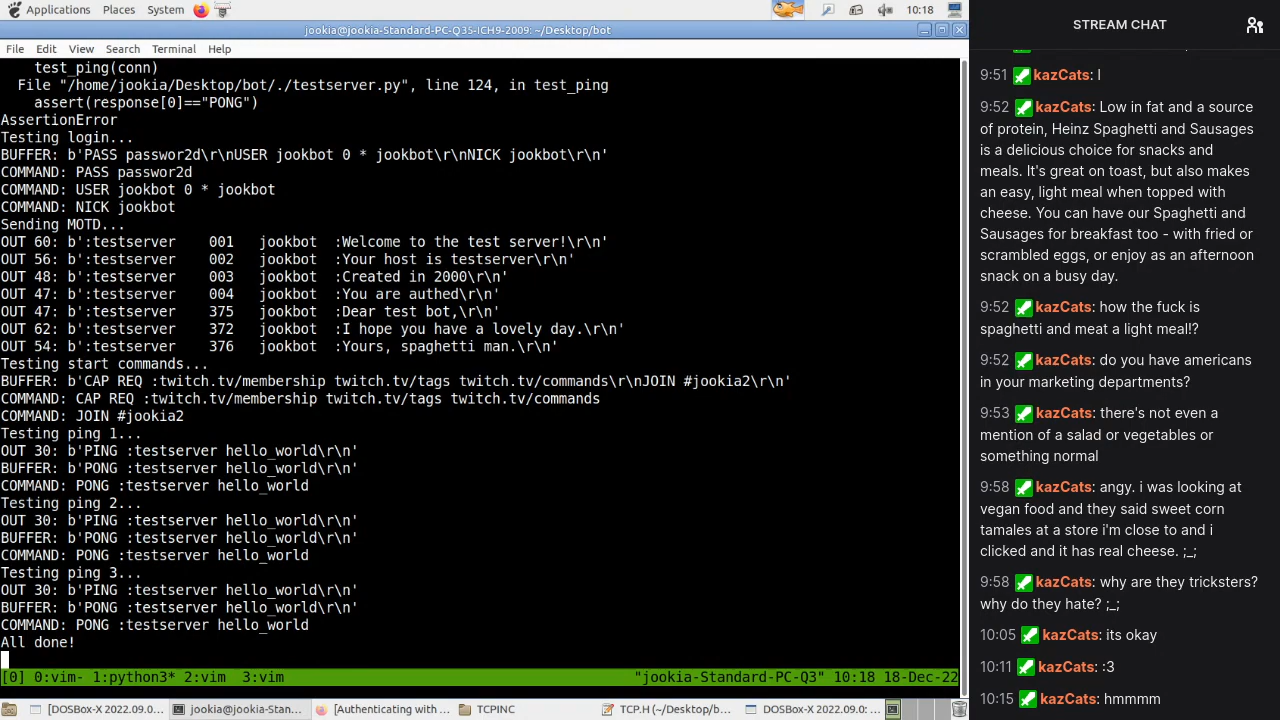 Applications Places System 10:18
jookia@jookia-Standard-PC-Q35-ICH9-2009: ~/Desktop/bot
File Edit View Search Terminal Help
test_ping(conn)
File "/home/jookia/Desktop/bot/./testserver.py", line 124, in test_ping
assert(response[0]=="PONG")
AssertionError
Testing login...
BUFFER: b'PASS passwor2d\r\nUSER jookbot 0 * jookbot\r\nNICK jookbot\r\n'
COMMAND: PASS passwor2d
COMMAND: USER jookbot 0 * jookbot
COMMAND: NICK jookbot
Sending MOTD...
OUT 60: b':testserver    001   jookbot  :Welcome to the test server!\r\n'
OUT 56: b':testserver    002   jookbot  :Your host is testserver\r\n'
OUT 48: b':testserver    003   jookbot  :Created in 2000\r\n'
OUT 47: b':testserver    004   jookbot  :You are authed\r\n'
OUT 47: b':testserver    375   jookbot  :Dear test bot,\r\n'
OUT 62: b':testserver    372   jookbot  :I hope you have a lovely day.\r\n'
OUT 54: b':testserver    376   jookbot  :Yours, spaghetti man.\r\n'
Testing start commands...
BUFFER: b'CAP REQ :twitch.tv/membership twitch.tv/tags twitch.tv/commands\r\nJOIN #jookia2\r\n'
COMMAND: CAP REQ :twitch.tv/membership twitch.tv/tags twitch.tv/commands
COMMAND: JOIN #jookia2
Testing ping 1...
OUT 30: b'PING :testserver hello_world\r\n'
BUFFER: b'PONG :testserver hello_world\r\n'
COMMAND: PONG :testserver hello_world
Testing ping 2...
OUT 30: b'PING :testserver hello_world\r\n'
BUFFER: b'PONG :testserver hello_world\r\n'
COMMAND: PONG :testserver hello_world
Testing ping 3...
OUT 30: b'PING :testserver hello_world\r\n'
BUFFER: b'PONG :testserver hello_world\r\n'
COMMAND: PONG :testserver hello_world
All done!
[0] 0:vim- 1:python3* 2:vim  3:vim "jookia-Standard-PC-Q3" 10:18 18-Dec-22
[DOSBox-X 2022.09.0... jookia@jookia-Stan... [Authenticating with ... TCPINC TCP.H (~/Desktop/b... DOSBox-X 2022.09.0: ...
STREAM CHAT
9:51 kazCats: I
9:52 kazCats: Low in fat and a source
of protein, Heinz Spaghetti and Sausages
is a delicious choice for snacks and
meals. It's great on toast, but also makes
an easy, light meal when topped with
cheese. You can have our Spaghetti and
Sausages for breakfast too - with fried or
scrambled eggs, or enjoy as an afternoon
snack on a busy day.
9:52 kazCats: how the fuck is
spaghetti and meat a light meal!?
9:52 kazCats: do you have americans
in your marketing departments?
9:53 kazCats: there's not even a
mention of a salad or vegetables or
something normal
9:58 kazCats: angy. i was looking at
vegan food and they said sweet corn
tamales at a store i'm close to and i
clicked and it has real cheese. ;_;
9:58 kazCats: why are they tricksters?
why do they hate? ;_;
10:05 kazCats: its okay
10:11 kazCats: :3
10:15 kazCats: hmmmm